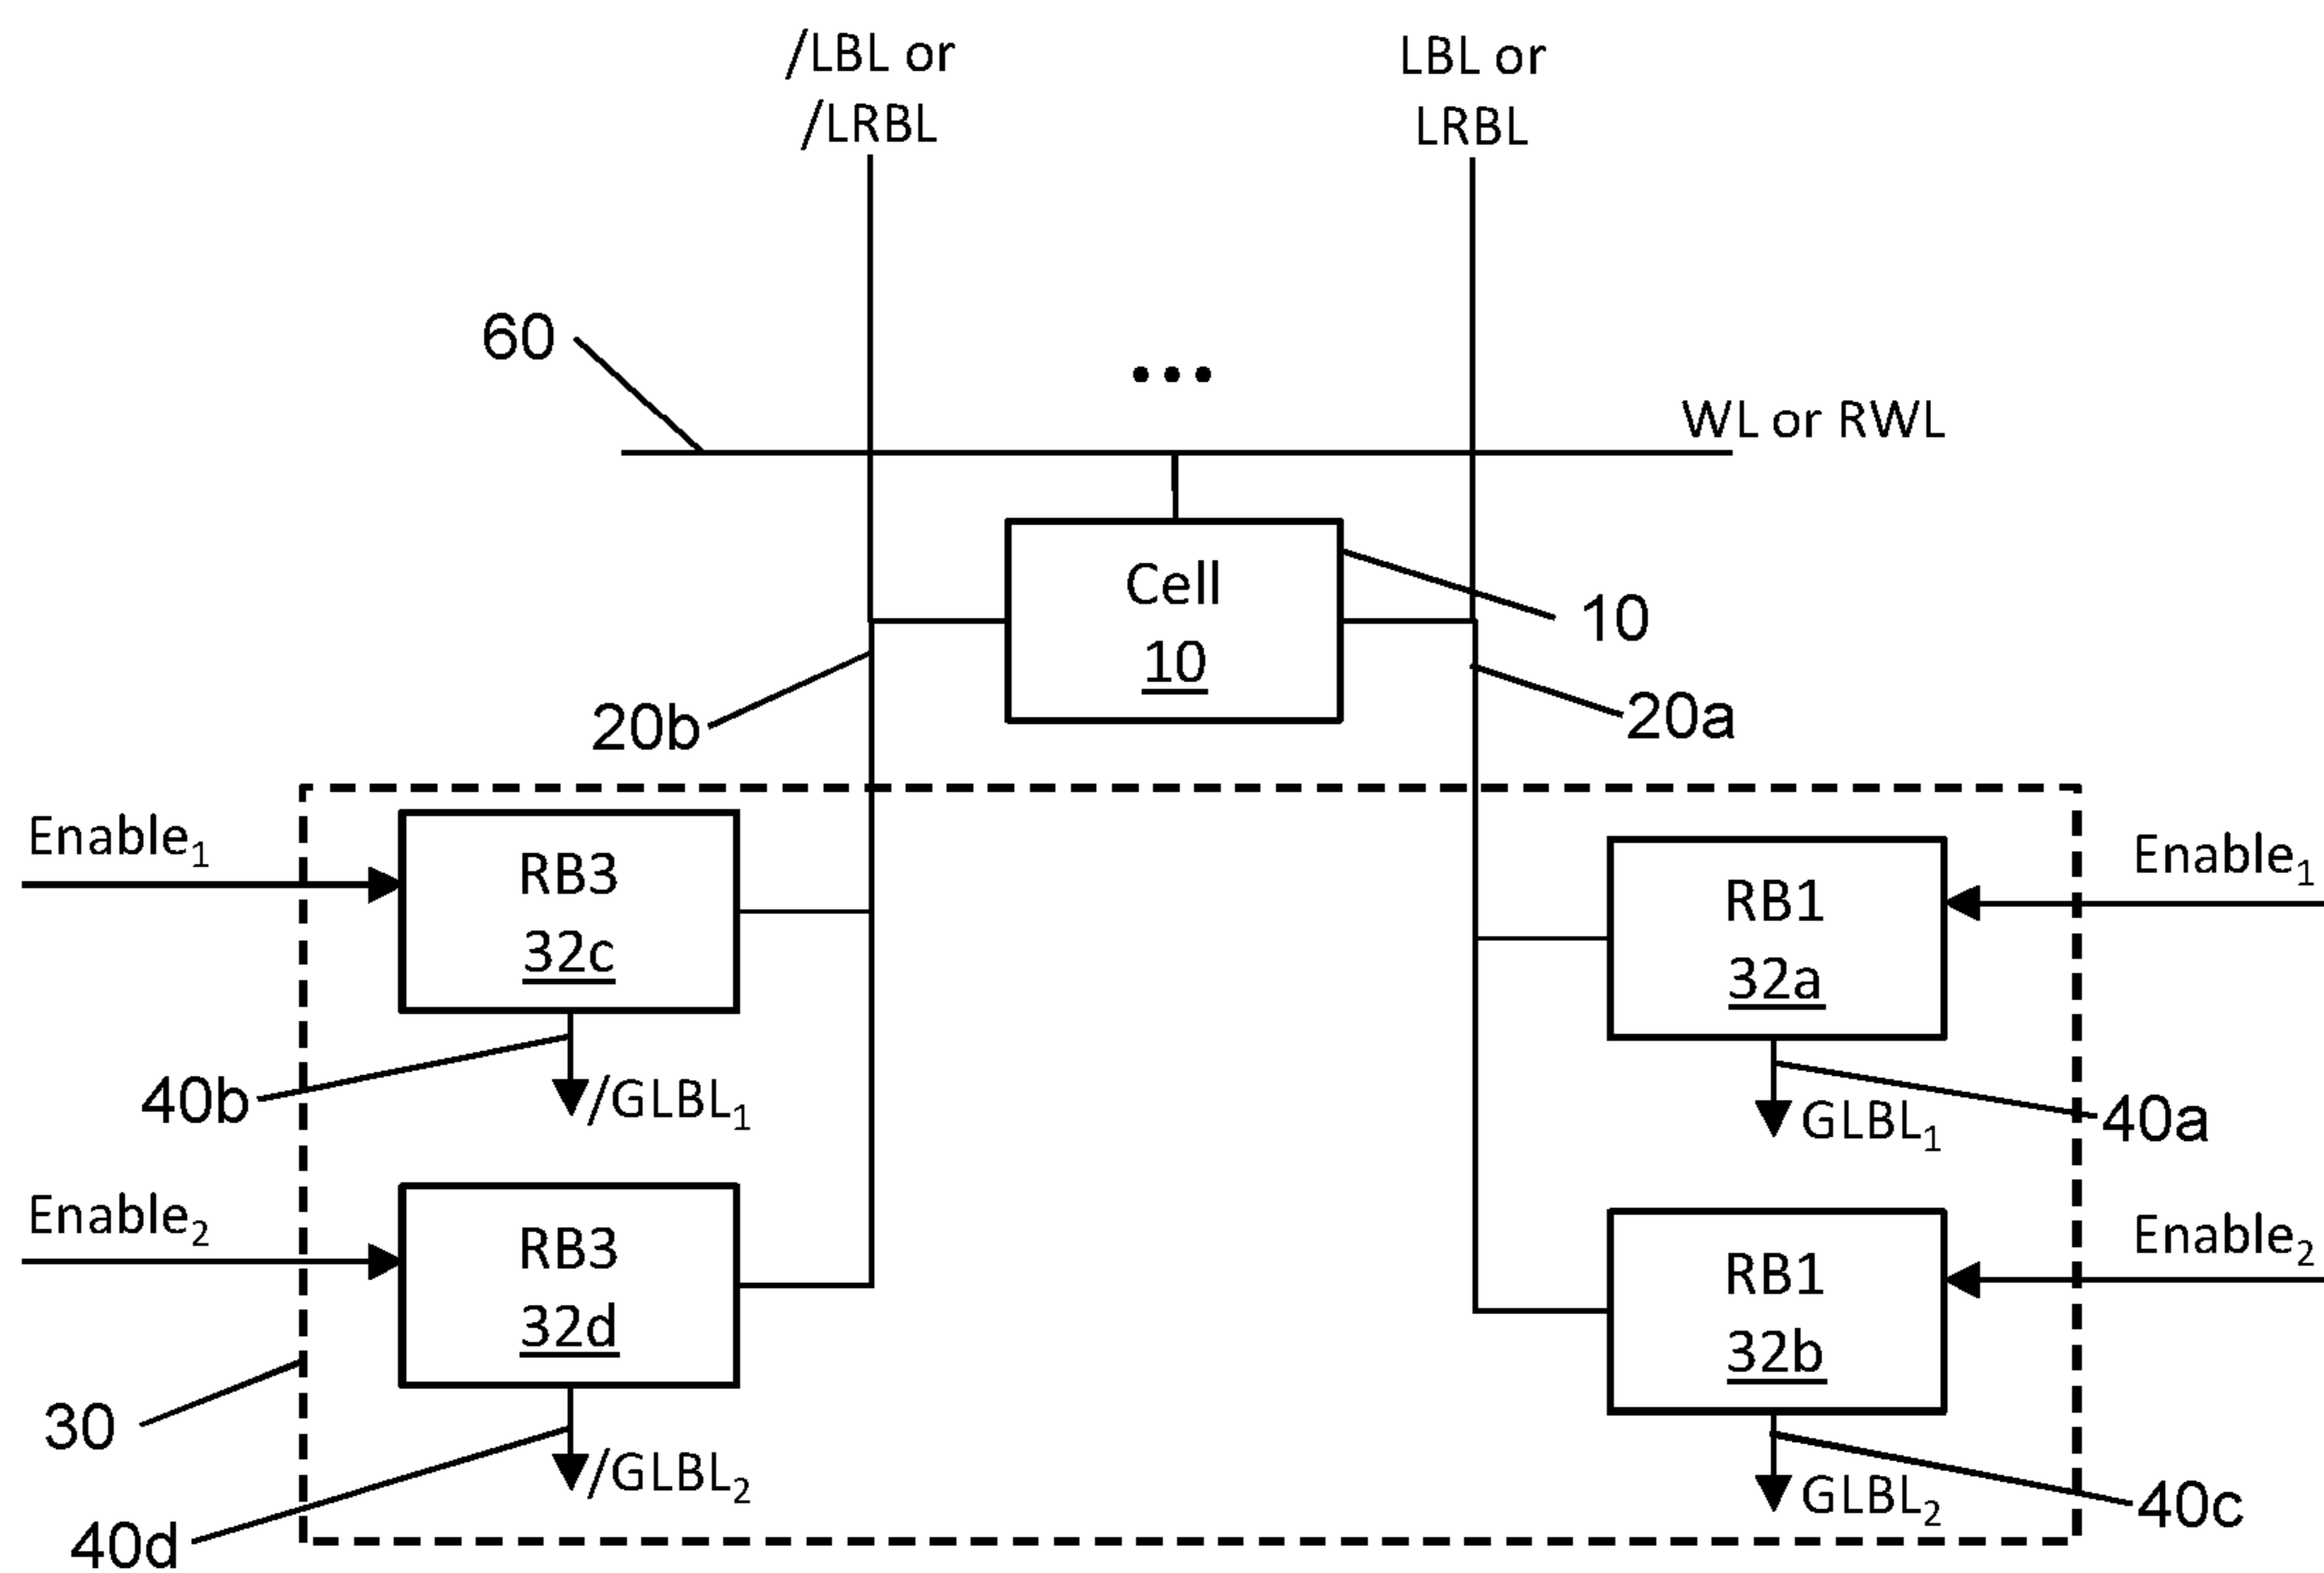 /LBL or
/LRBL
LBL or
LRBL
60
•••
WL or RWL
Cell
10
10
20b
20a
Enable1
RB3
32c
RB1
32a
Enable1
40b
/GLBL1
GLBL1
40a
Enable2
RB3
32d
RB1
32b
Enable2
30
/GLBL2
GLBL2
40c
40d